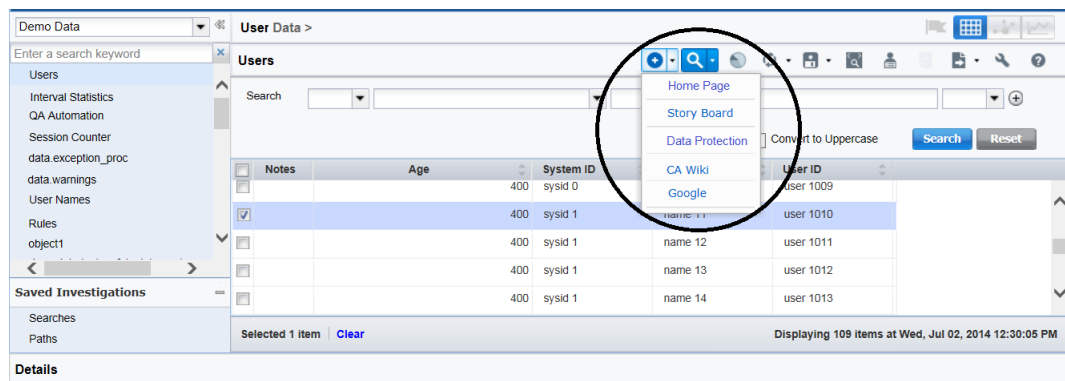 Demo Data
User Data >
Enter a search keyword
Users
Users
Interval Statistics
QA Automation
Session Counter
data.exception_proc
data.warnings
User Names
Rules
object1
Saved Investigations
Searches
Paths
Search
Home Page
Story Board
Data Protection
CA Wiki
Google
Convert to Uppercase
Search
Reset
Notes Age System ID User ID
400 sysid 0 user 1009
400 sysid 1 name 11 user 1010
400 sysid 1 name 12 user 1011
400 sysid 1 name 13 user 1012
400 sysid 1 name 14 user 1013
Selected 1 item Clear
Displaying 109 items at Wed, Jul 02, 2014 12:30:05 PM
Details